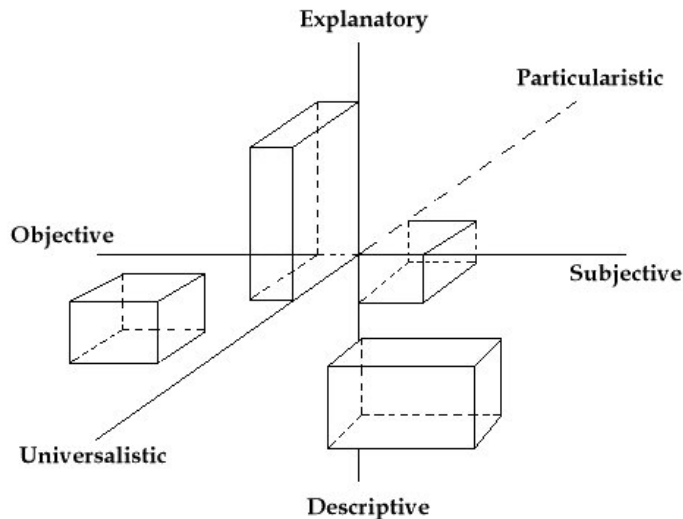 Explanatory
Particularistic
Objective
Subjective
Universalistic
Descriptive